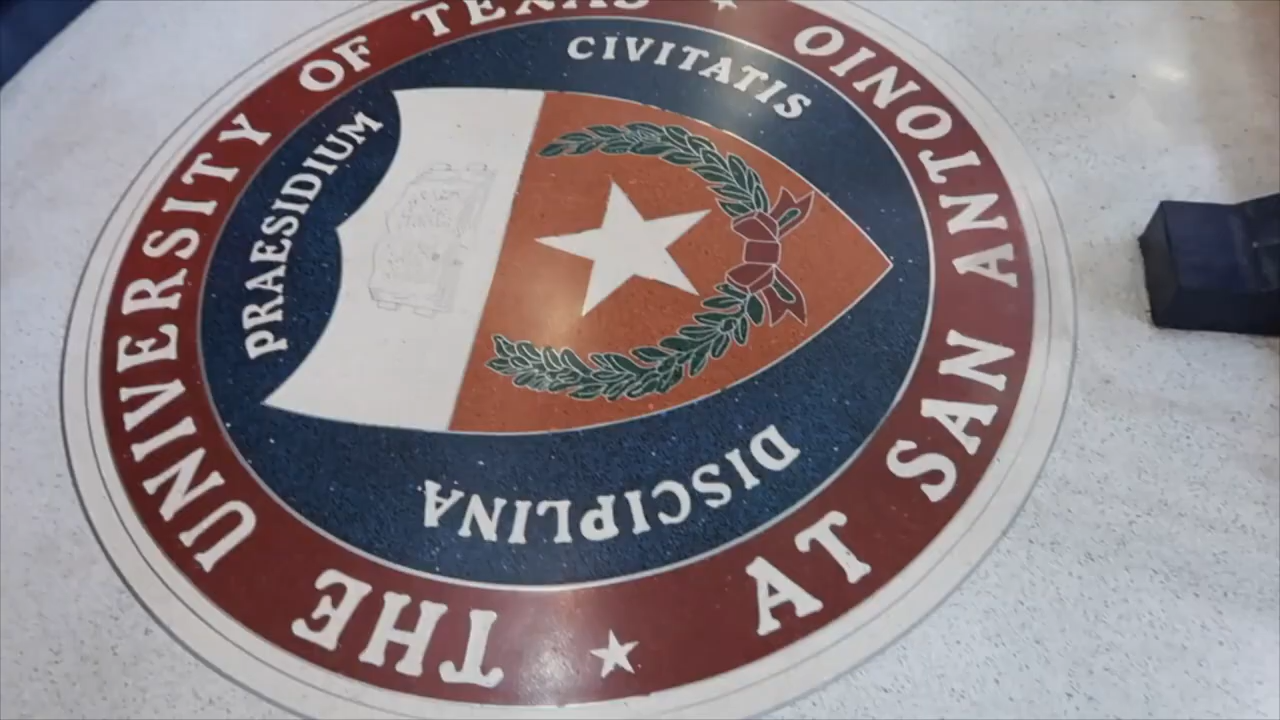 THE UNIVERSITY OF TEXAS
AT SAN ANTONIO
DISCIPLINA
PRAESIDIUM
CIVITATIS